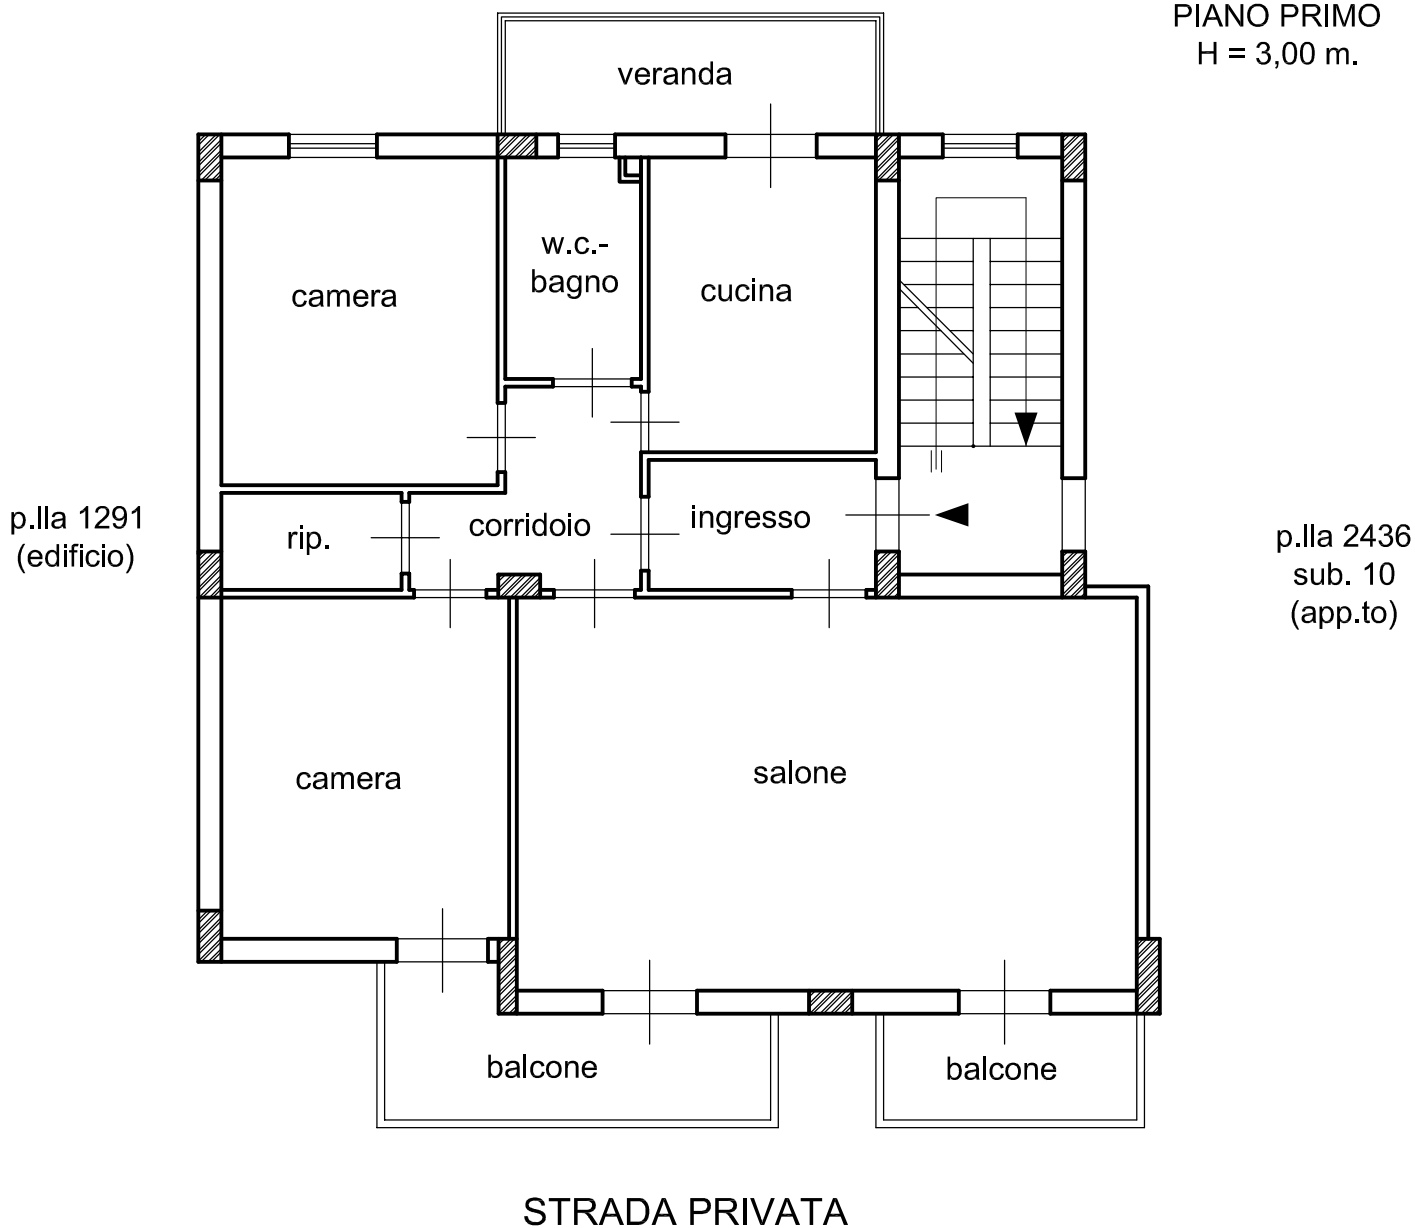 PIANO PRIMO
H = 3,00 m.
veranda
w.c.-
bagno
camera
cucina
p.lla 1291
(edificio)
rip.
corridoio
ingresso
p.lla 2436
sub. 10
(app.to)
camera
salone
balcone
balcone
STRADA PRIVATA